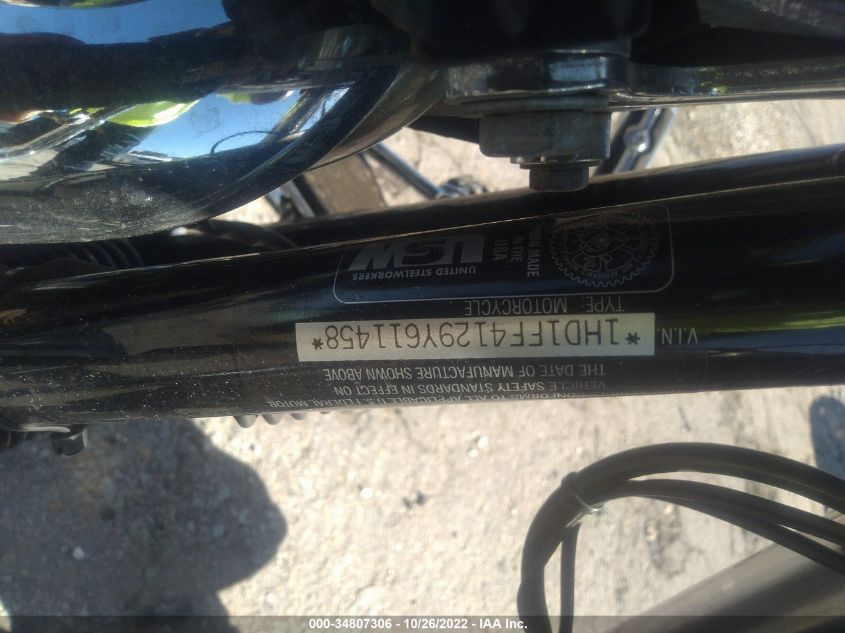 CONFORMS TO ALL APPLICABLE U.S. FEDERAL MOTOR
VEHICLE SAFETY STANDARDS IN EFFECT ON
THE DATE OF MANUFACTURE SHOWN ABOVE
V.I.N. *1HD1FF4129Y611458*
TYPE: MOTORCYCLE
UNION MADE
IN THE
USA
USW
UNITED STEELWORKERS
000-34807306 - 10/26/2022 - IAA Inc.